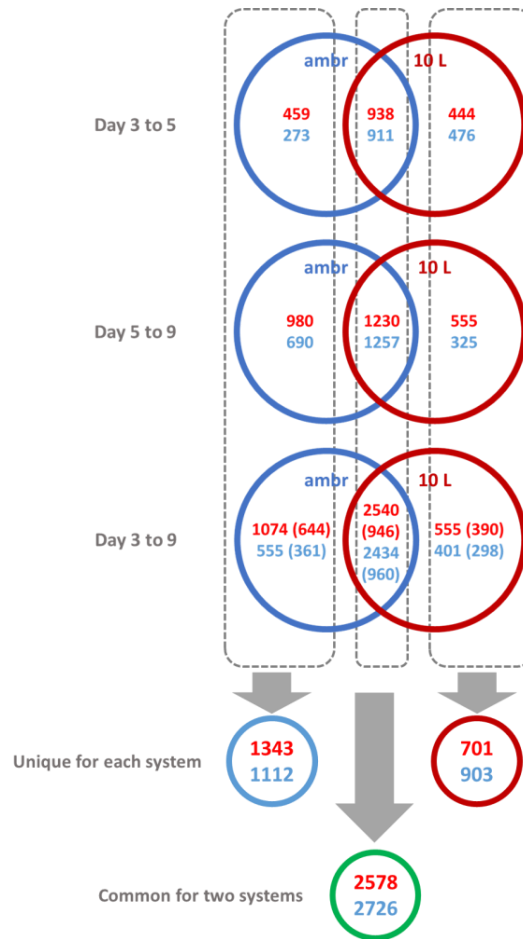 ambr 10 L
Day 3 to 5
459 938 444
273 911 476
ambr 10 L
Day 5 to 9
980 1230 555
690 1257 325
ambr 10 L
Day 3 to 9
1074 (644) 2540 (946) 555 (390)
555 (361) 2434 (960) 401 (298)
Unique for each system
1343 701
1112 903
Common for two systems
2578
2726